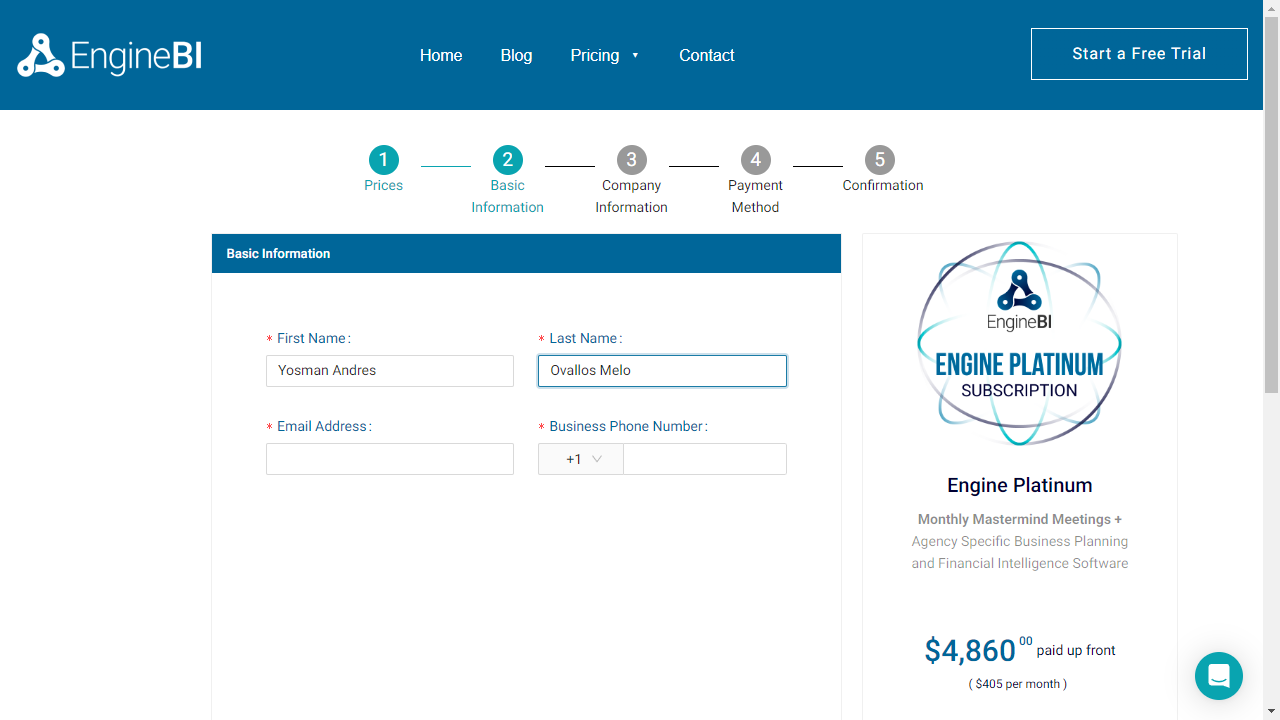 EngineBI
Home Blog Pricing ▼ Contact
Start a Free Trial
1 2 3 4 5
Prices Basic Information Company Information Payment Method Confirmation
Basic Information
* First Name:
Yosman Andres
* Last Name:
Ovallos Melo
* Email Address:
* Business Phone Number:
+1
EngineBI
ENGINE PLATINUM
SUBSCRIPTION
Engine Platinum
Monthly Mastermind Meetings +
Agency Specific Business Planning
and Financial Intelligence Software
$4,860 00 paid up front
( $405 per month )